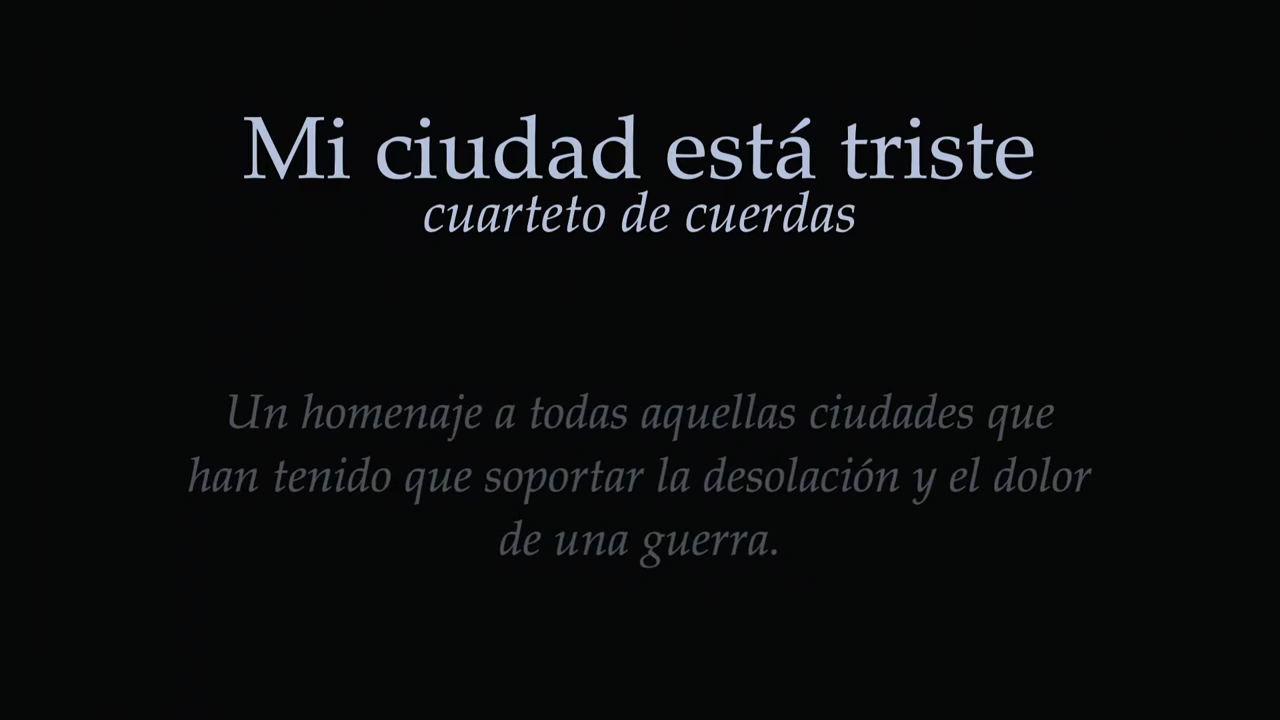 Mi ciudad está triste
cuarteto de cuerdas
Un homenaje a todas aquellas ciudades que
han tenido que soportar la desolación y el dolor
de una guerra.